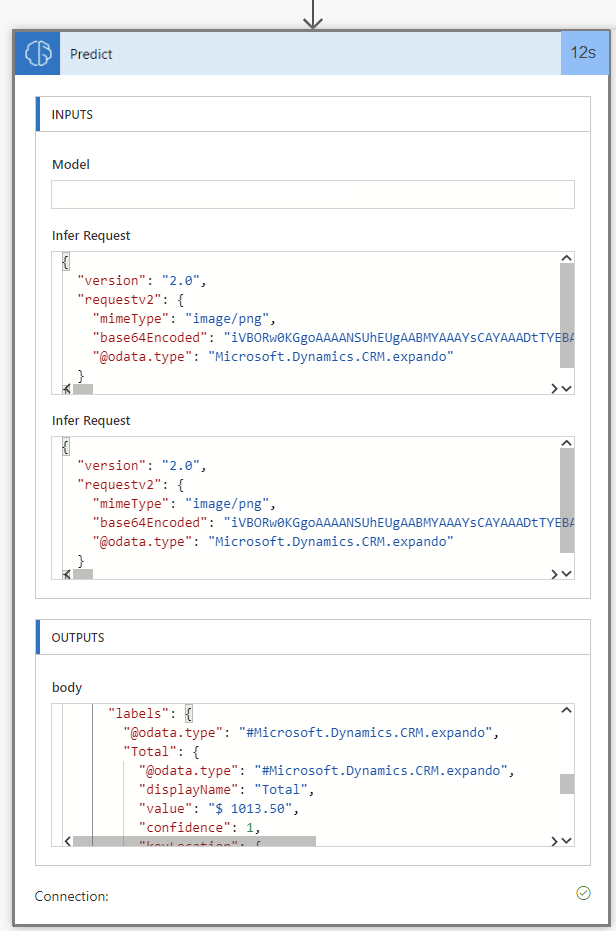 Predict
12s
INPUTS
Model
Infer Request
{
"version": "2.0",
"requestv2": {
"mimeType": "image/png",
"base64Encoded": "iVBORw0KGgoAAAANSUhEUgAABMYAAAYsCAYAAADtTYEBA
"@odata.type": "Microsoft.Dynamics.CRM.expando"
}
Infer Request
{
"version": "2.0",
"requestv2": {
"mimeType": "image/png",
"base64Encoded": "iVBORw0KGgoAAAANSUhEUgAABMYAAAYsCAYAAADtTYEBA
"@odata.type": "Microsoft.Dynamics.CRM.expando"
}
OUTPUTS
body
"labels": {
"@odata.type": "#Microsoft.Dynamics.CRM.expando",
"Total": {
"@odata.type": "#Microsoft.Dynamics.CRM.expando",
"displayName": "Total",
"value": "$ 1013.50",
"confidence": 1,
"keyLocation": {
Connection: